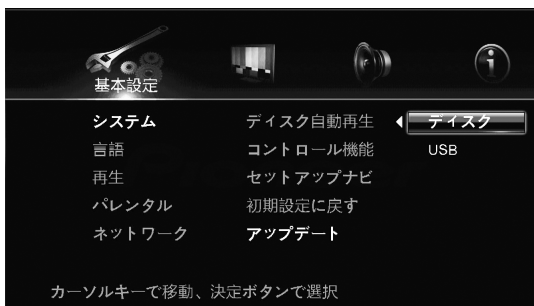 基本設定
システム
言語
再生
パレンタル
ネットワーク
ディスク自動再生
コントロール機能
セットアップナビ
初期設定に戻す
アップデート
ディスク
USB
カーソルキーで移動、決定ボタンで選択